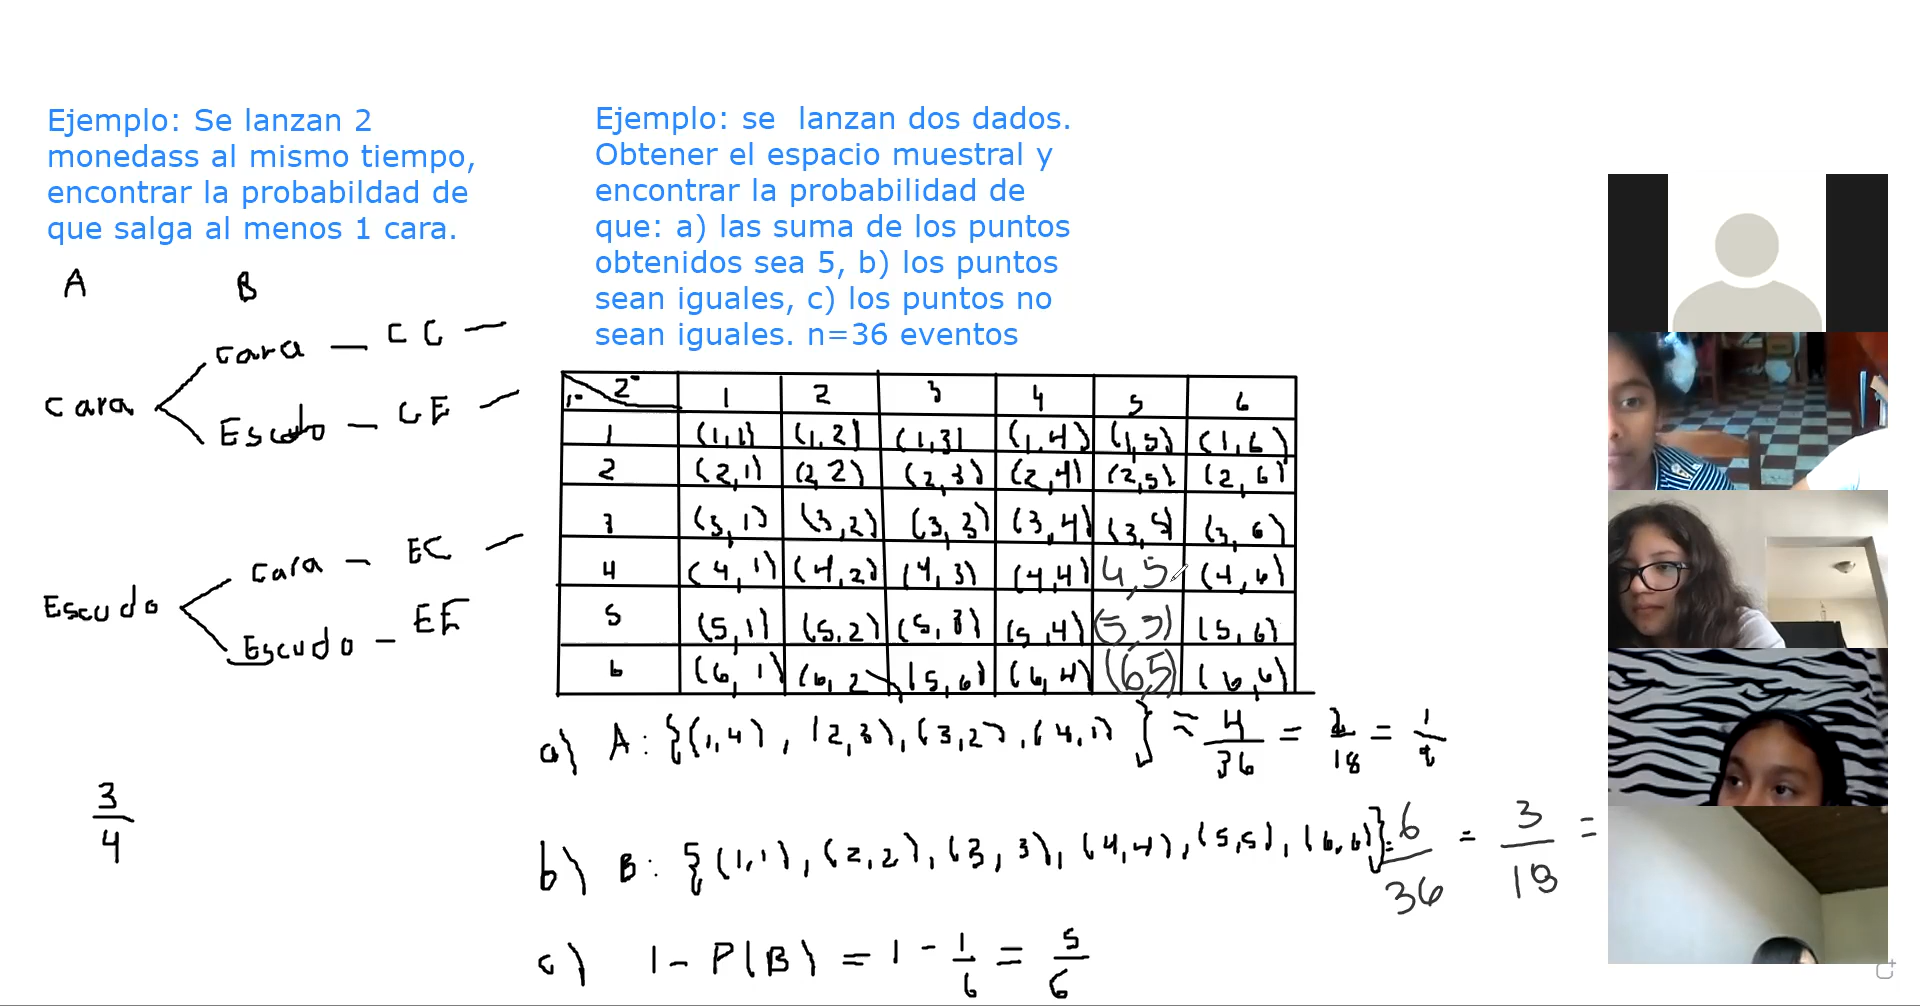 Ejemplo: Se lanzan 2
monedass al mismo tiempo,
encontrar la probabildad de
que salga al menos 1 cara.
A B
Cara — CC —
Cara
Escudo — CE —
Cara — EC —
Escudo
Escudo — EE
3
4
Ejemplo: se lanzan dos dados.
Obtener el espacio muestral y
encontrar la probabilidad de
que: a) las suma de los puntos
obtenidos sea 5, b) los puntos
sean iguales, c) los puntos no
sean iguales. n=36 eventos
1° 2° 1 2 3 4 5 6
1 (1,1) (1,2) (1,3) (1,4) (1,5) (1,6)
2 (2,1) (2,2) (2,3) (2,4) (2,5) (2,6)
3 (3,1) (3,2) (3,3) (3,4) (3,5) (3,6)
4 (4,1) (4,2) (4,3) (4,4) 4,5 (4,6)
5 (5,1) (5,2) (5,3) (5,4) (5,5) (5,6)
6 (6,1) (6,2 (5,6) (6,4) (6,5) (6,6)
a) A: {(1,4), (2,3), (3,2), (4,1)} = 4/36 = 2/18 = 1/9
b) B: {(1,1), (2,2), (3,3), (4,4), (5,5), (6,6)} = 6/36 = 3/18 =
c) 1 - P(B) = 1 - 1/6 = 5/6